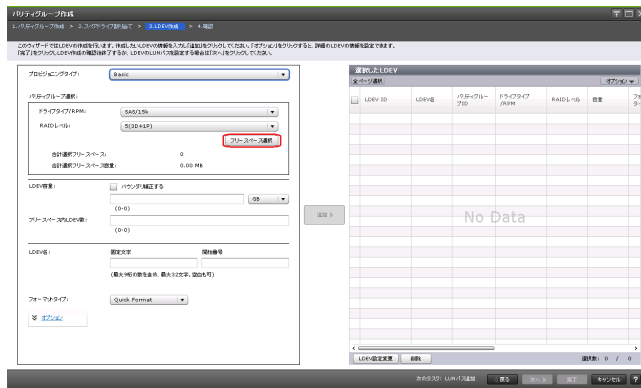 パリティグループ作成
1.パリティグループ作成 > 2.スペアドライブ割り当て > 3.LDEV作成 > 4.確認
このウィザードではLDEVの作成を行います。作成したいLDEVの情報を入力し「追加」をクリックしてください。「オプション」をクリックすると、詳細のLDEVの情報を設定できます。
「完了」をクリックしLDEV作成の確認後終了するか、LDEVのLUNパスを設定する場合は「次へ」をクリックしてください。
プロビジョニングタイプ: Basic
パリティグループ選択:
ドライブタイプ/RPM: SAS/15k
RAIDレベル: 5(3D+1P)
フリースペース選択
合計選択フリースペース: 0
合計選択フリースペース容量: 0.00 MB
LDEV容量: バウンダリ補正する
GB
(0-0)
フリースペース内LDEV数:
(0-0)
LDEV名: 固定文字 開始番号
(最大9桁の数を含め、最大32文字。空白も可)
フォーマットタイプ: Quick Format
オプション
追加
選択したLDEV
全ページ選択 オプション
LDEV ID LDEV名 パリティグループID ドライブタイプ/RPM RAIDレベル 容量
No Data
LDEV設定変更 削除 選択数: 0 / 0
次のタスク: LUNパス追加 戻る 次へ 完了 キャンセル ?